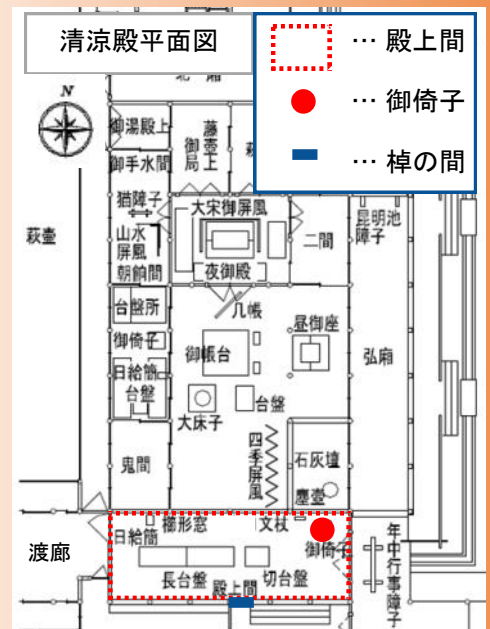 清涼殿平面図
… 殿上間
… 御倚子
… 棹の間
北廂
N
御湯殿上
藤壺上
御局
萩
御手水間
猫障子
大宋御屏風
二間
昆明池
障子
萩壷
山水
屏風
朝餉間
夜御殿
台盤所
几帳
昼御座
御倚子
御帳台
弘廂
日給簡
台盤
台盤
大床子
四季屏風
石灰壇
鬼間
塵壺
日給簡
櫛形窓
文杖
御倚子
年中行事障子
渡廊
長台盤
切台盤
殿上間